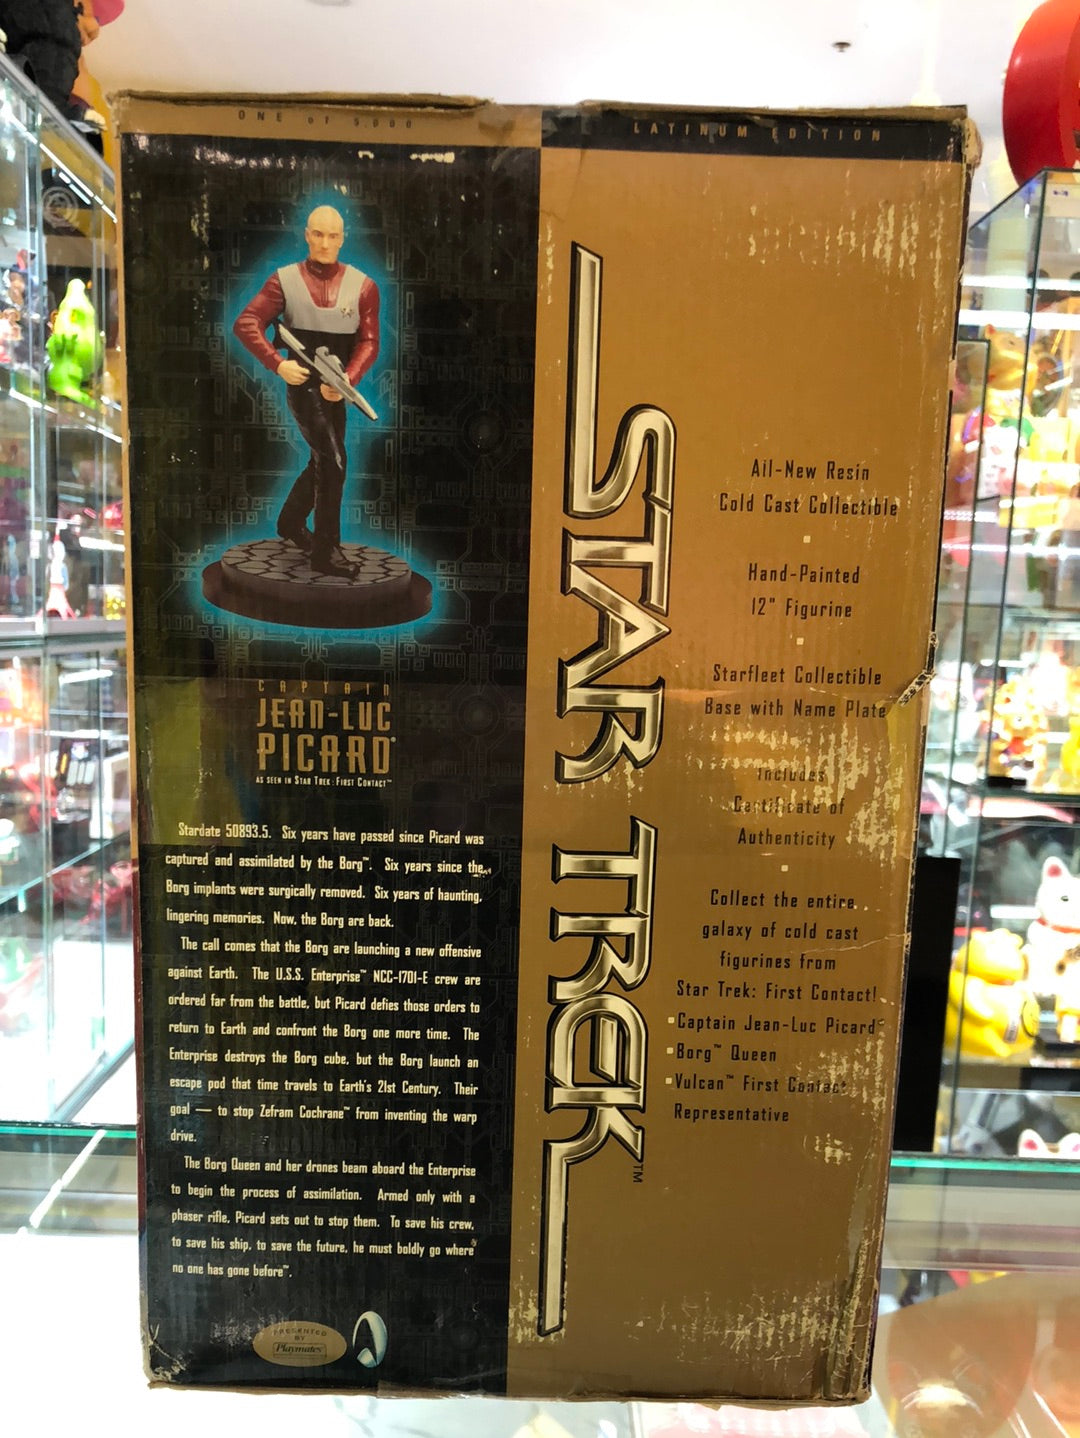 ONE of 5,000
LATINUM EDITION
CAPTAIN
JEAN-LUC
PICARD®
AS SEEN IN STAR TREK: FIRST CONTACT™
Stardate 50893.5. Six years have passed since Picard was
captured and assimilated by the Borg™. Six years since the
Borg implants were surgically removed. Six years of haunting,
lingering memories. Now, the Borg are back.
The call comes that the Borg are launching a new offensive
against Earth. The U.S.S. Enterprise™ NCC-1701-E crew are
ordered far from the battle, but Picard defies those orders to
return to Earth and confront the Borg one more time. The
Enterprise destroys the Borg cube, but the Borg launch an
escape pod that time travels to Earth's 21st Century. Their
goal — to stop Zefram Cochrane™ from inventing the warp
drive.
The Borg Queen and her drones beam aboard the Enterprise
to begin the process of assimilation. Armed only with a
phaser rifle, Picard sets out to stop them. To save his crew,
to save his ship, to save the future, he must boldly go where
no one has gone before™.
PRESENTED
BY
Playmates
STAR TREK™
All-New Resin
Cold Cast Collectible
Hand-Painted
12" Figurine
Starfleet Collectible
Base with Name Plate
Includes
Certificate of
Authenticity
Collect the entire
galaxy of cold cast
figurines from
Star Trek: First Contact!
Captain Jean-Luc Picard
Borg™ Queen
Vulcan™ First Contact
Representative